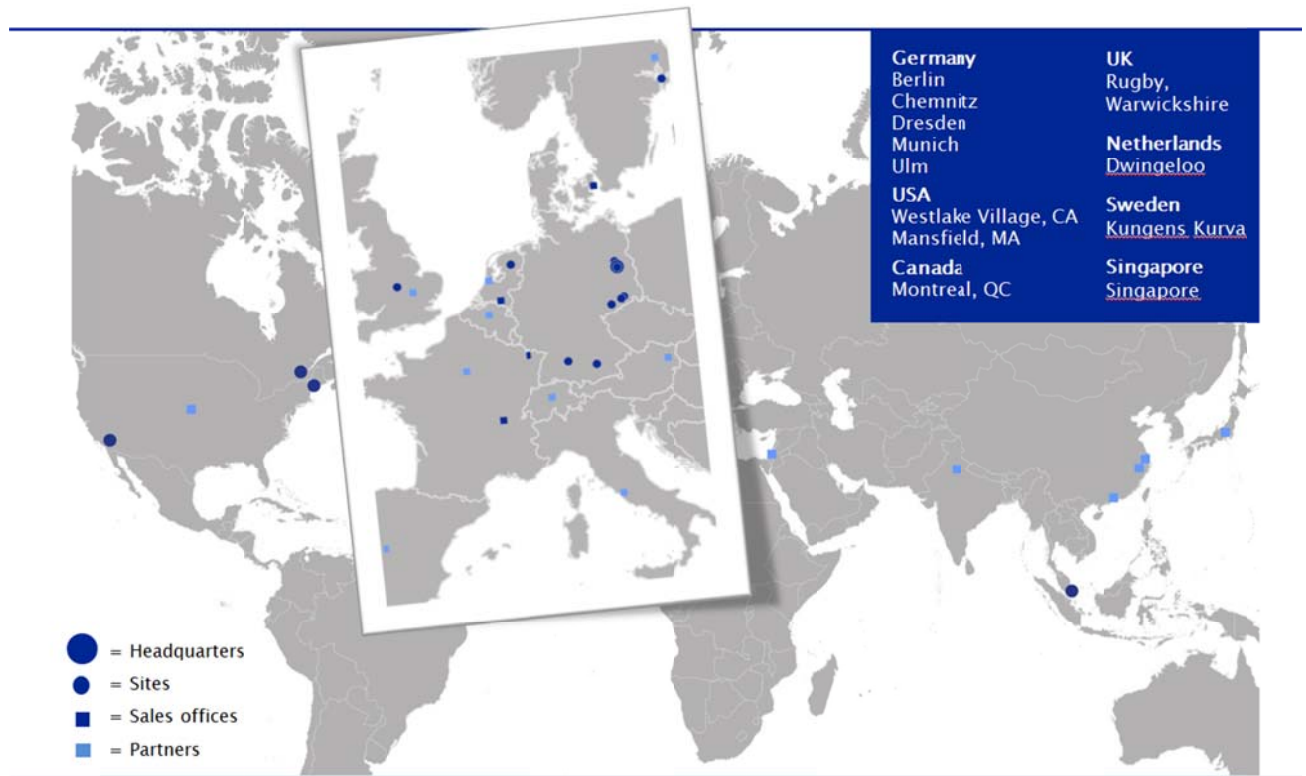 Germany
Berlin
Chemnitz
Dresden
Munich
Ulm
USA
Westlake Village, CA
Mansfield, MA
Canada
Montreal, QC
UK
Rugby,
Warwickshire
Netherlands
Dwingeloo
Sweden
Kungens Kurva
Singapore
Singapore
= Headquarters
= Sites
= Sales offices
= Partners